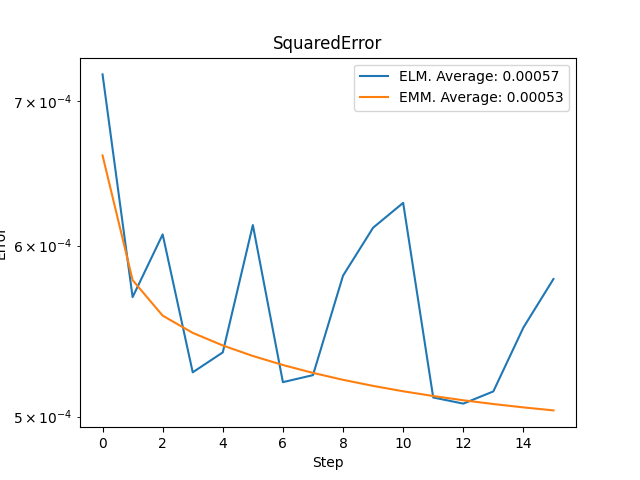 SquaredError
ELM. Average: 0.00057
EMM. Average: 0.00053
7 × 10⁻⁴
6 × 10⁻⁴
5 × 10⁻⁴
Error
0 2 4 6 8 10 12 14
Step